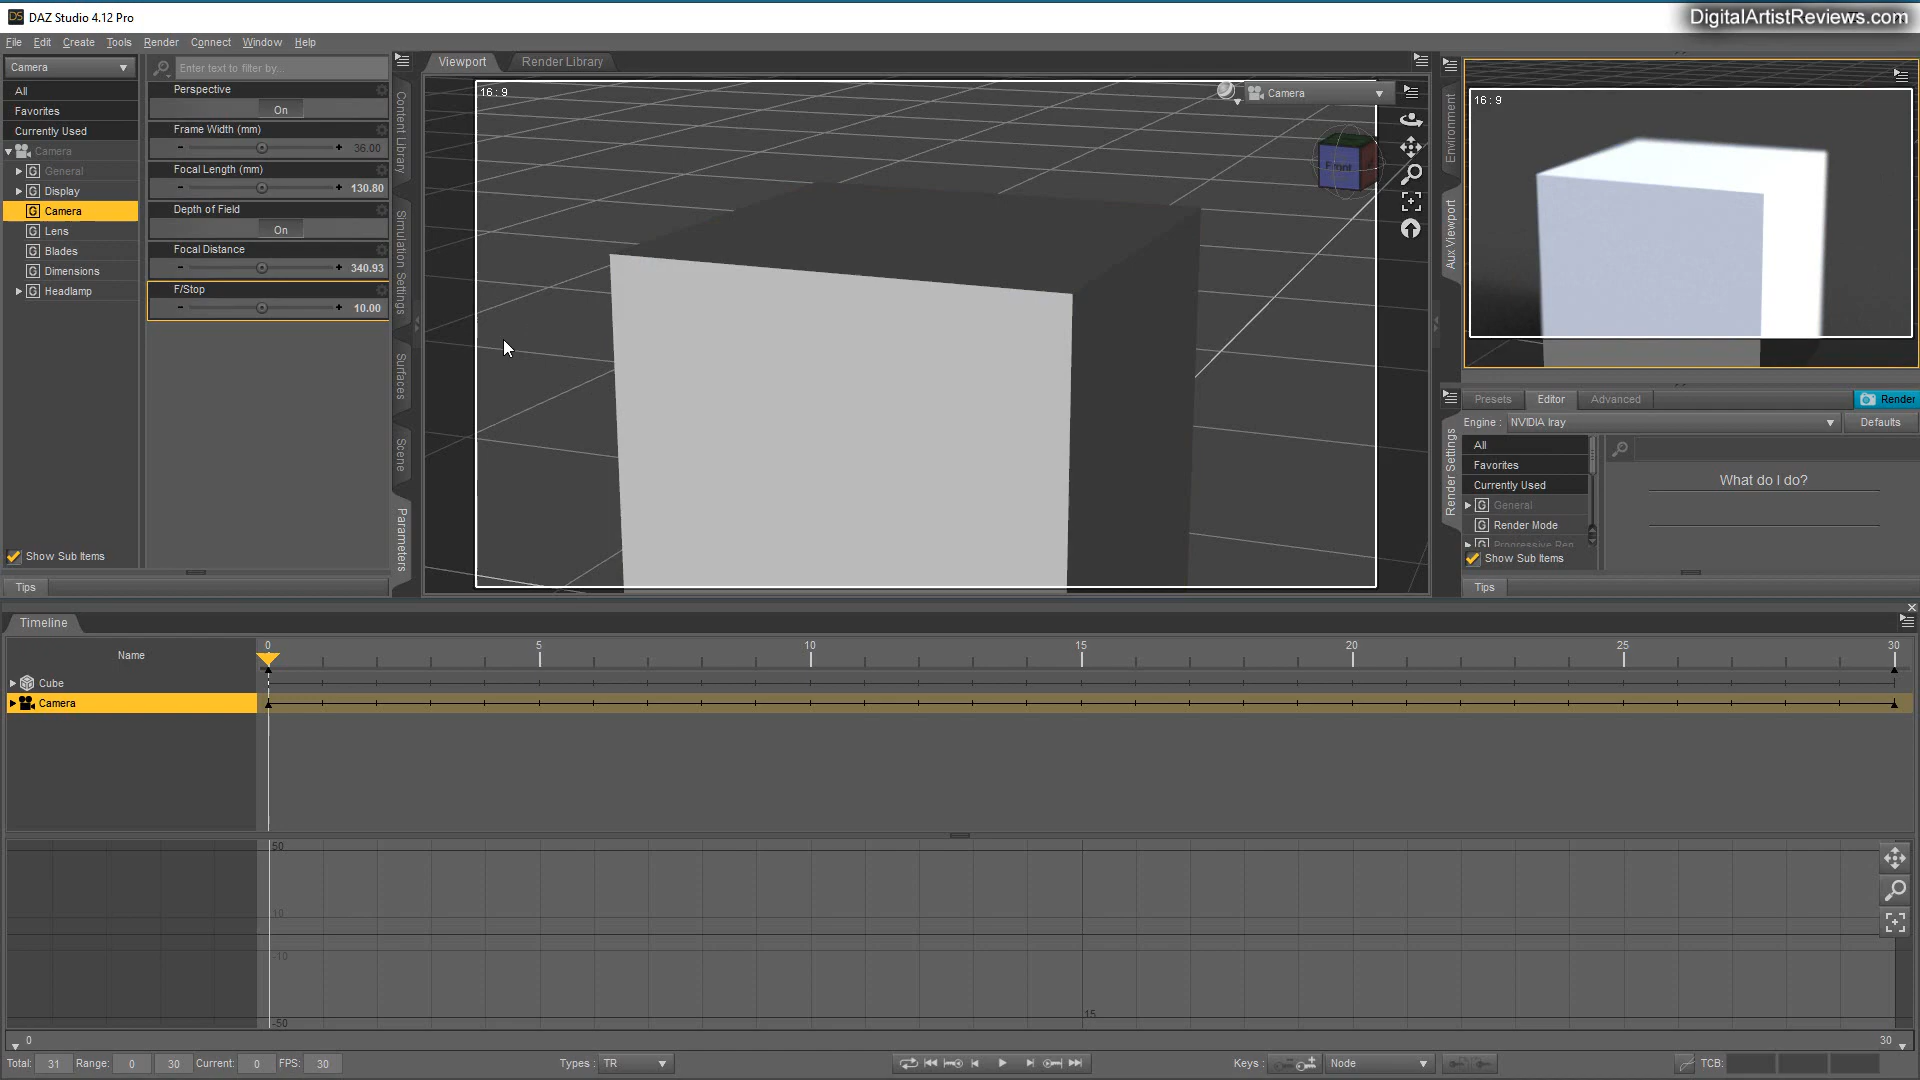 DAZ Studio 4.12 Pro
DigitalArtistReviews.com
File Edit Create Tools Render Connect Window Help
Camera
Enter text to filter by...
All
Favorites
Currently Used
Camera
General
Display
Camera
Lens
Blades
Dimensions
Headlamp
Show Sub Items
Tips
Perspective
On
Frame Width (mm)
36.00
Focal Length (mm)
130.80
Depth of Field
On
Focal Distance
340.93
F/Stop
10.00
Content Library
Simulation Settings
Surfaces
Scene
Parameters
Viewport
Render Library
16 : 9
Camera
Front
Environment
Aux Viewport
16 : 9
Render Settings
Presets
Editor
Advanced
Render
Engine :
NVIDIA Iray
Defaults
All
Favorites
Currently Used
General
Render Mode
Progressive Ren
Show Sub Items
What do I do?
Tips
Timeline
Name
0 5 10 15 20 25 30
Cube
Camera
50
10
-10
-50
15
0
30
Total: 31 Range: 0 30 Current: 0 FPS: 30
Types : TR
Keys : Node
TCB: